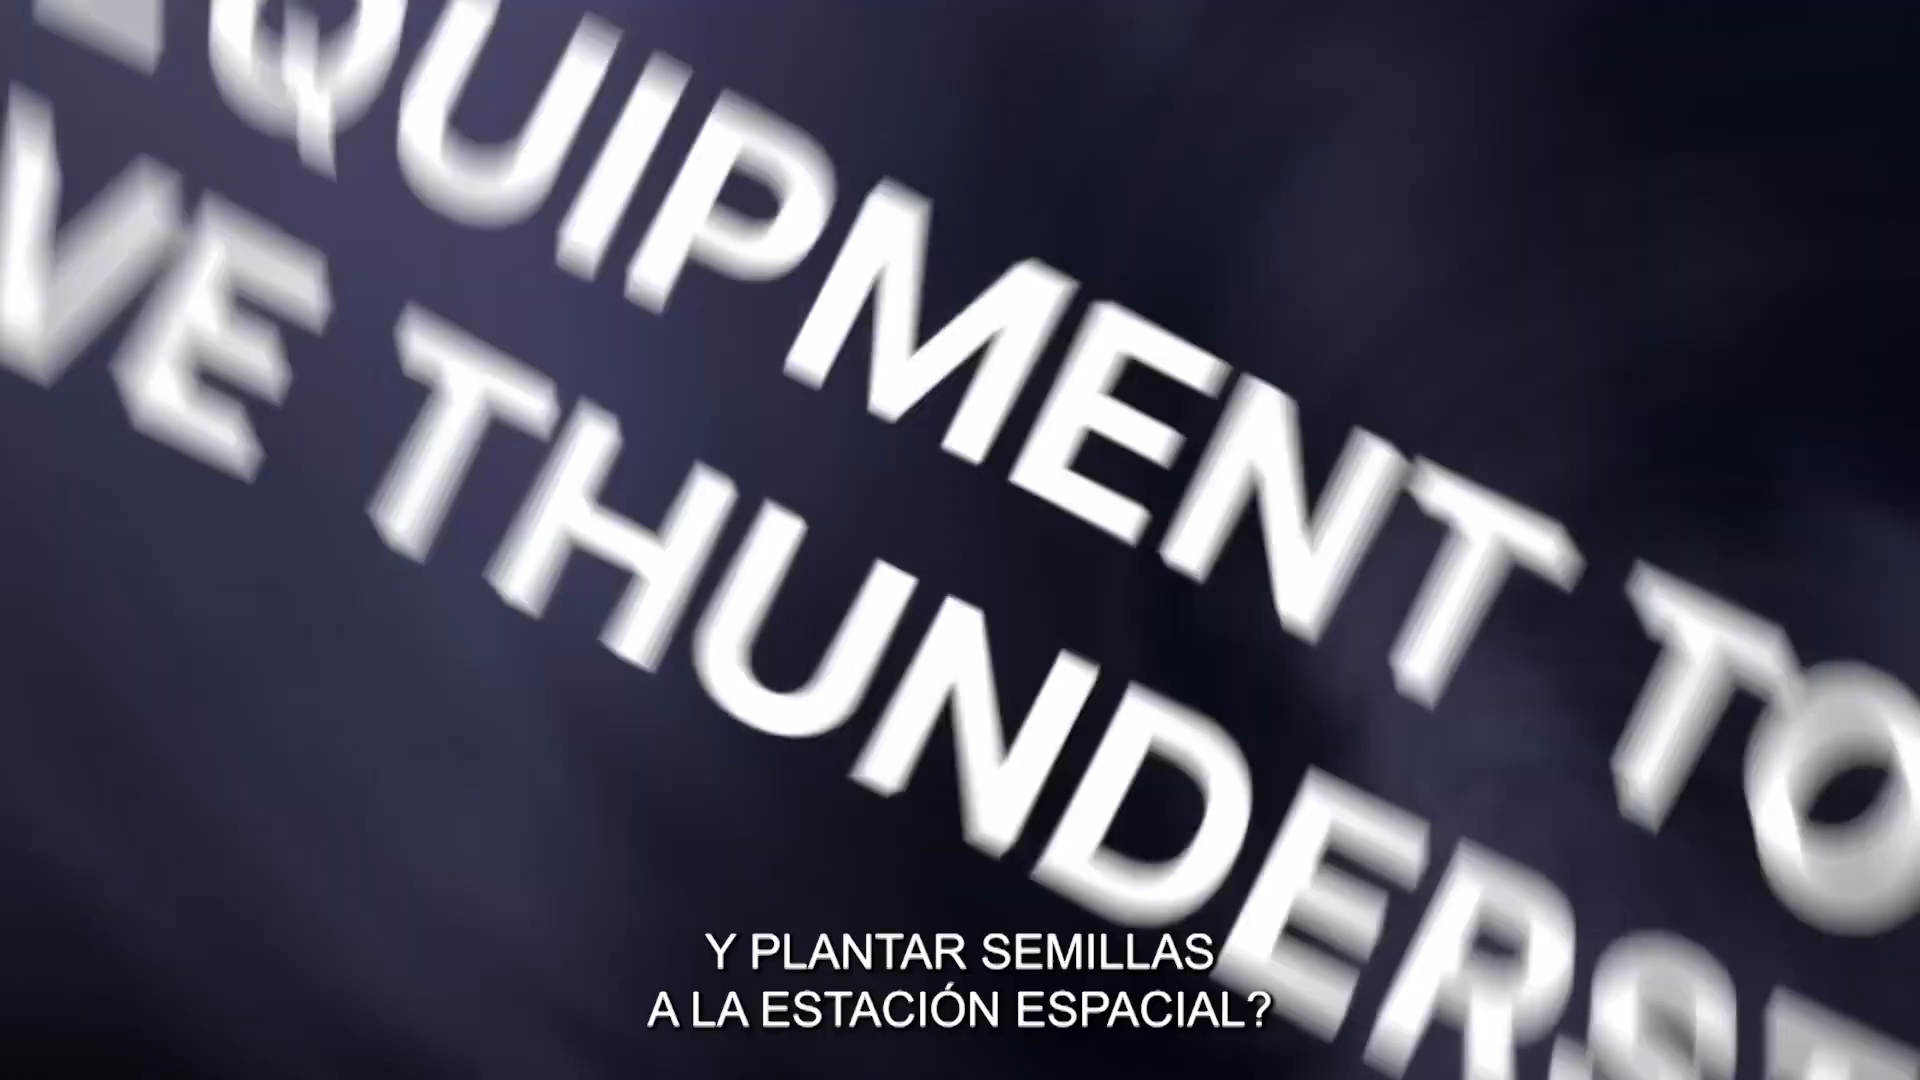 EQUIPMENT TO
VE THUNDERS
Y PLANTAR SEMILLAS
A LA ESTACIÓN ESPACIAL?